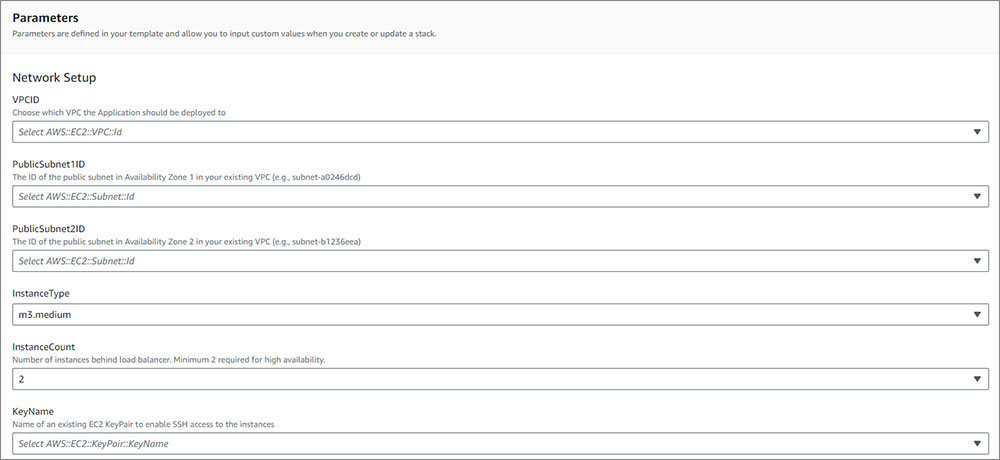 Parameters
Parameters are defined in your template and allow you to input custom values when you create or update a stack.
Network Setup
VPCID
Choose which VPC the Application should be deployed to
Select AWS::EC2::VPC::Id
PublicSubnet1ID
The ID of the public subnet in Availability Zone 1 in your existing VPC (e.g., subnet-a0246dcd)
Select AWS::EC2::Subnet::Id
PublicSubnet2ID
The ID of the public subnet in Availability Zone 2 in your existing VPC (e.g., subnet-b1236eea)
Select AWS::EC2::Subnet::Id
InstanceType
m3.medium
InstanceCount
Number of instances behind load balancer. Minimum 2 required for high availability.
2
KeyName
Name of an existing EC2 KeyPair to enable SSH access to the instances
Select AWS::EC2::KeyPair::KeyName